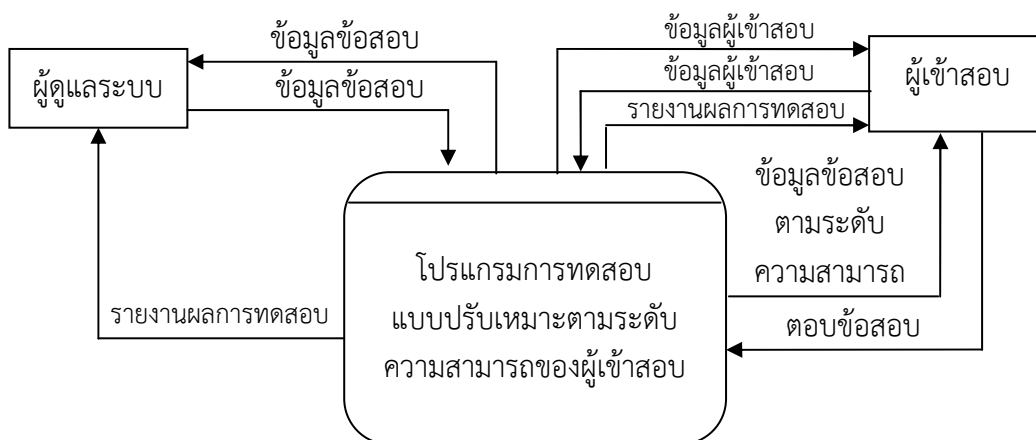 ข้อมูลข้อสอบ
ผู้ดูแลระบบ
ข้อมูลข้อสอบ
ข้อมูลผู้เข้าสอบ
ข้อมูลผู้เข้าสอบ
รายงานผลการทดสอบ
ผู้เข้าสอบ
ข้อมูลข้อสอบ
ตามระดับ
ความสามารถ
โปรแกรมการทดสอบ
แบบปรับเหมาะตามระดับ
ความสามารถของผู้เข้าสอบ
รายงานผลการทดสอบ
ตอบข้อสอบ